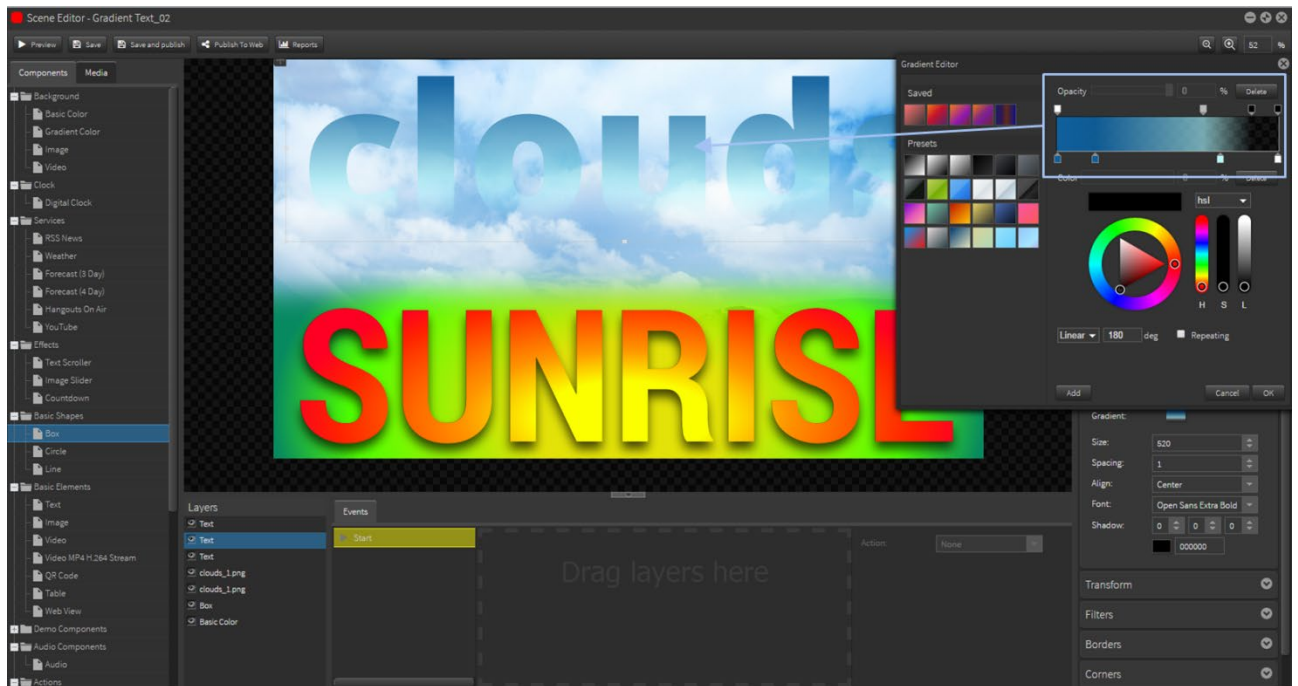 Scene Editor - Gradient Text_02
Preview Save Save and publish Publish To Web Reports 52 %
Components Media
Background
Basic Color
Gradient Color
Image
Video
Clock
Digital Clock
Services
RSS News
Weather
Forecast (3 Day)
Forecast (4 Day)
Hangouts On Air
YouTube
Effects
Text Scroller
Image Slider
Countdown
Basic Shapes
Box
Circle
Line
Basic Elements
Text
Image
Video
Video MP4 H.264 Stream
QR Code
Table
Web View
Demo Components
Audio Components
Audio
Actions
clouds
SUNRISE
Layers
Text
Text
Text
clouds_1.png
clouds_1.png
Box
Basic Color
Events
Start
Drag layers here
Action: None
Gradient Editor
Saved
Presets
Opacity 0 % Delete
Color 0 % Delete
hsl
H S L
Linear 180 deg Repeating
Add Cancel OK
Gradient:
Size: 520
Spacing: 1
Align: Center
Font: Open Sans Extra Bold
Shadow: 0 0 0
000000
Transform
Filters
Borders
Corners